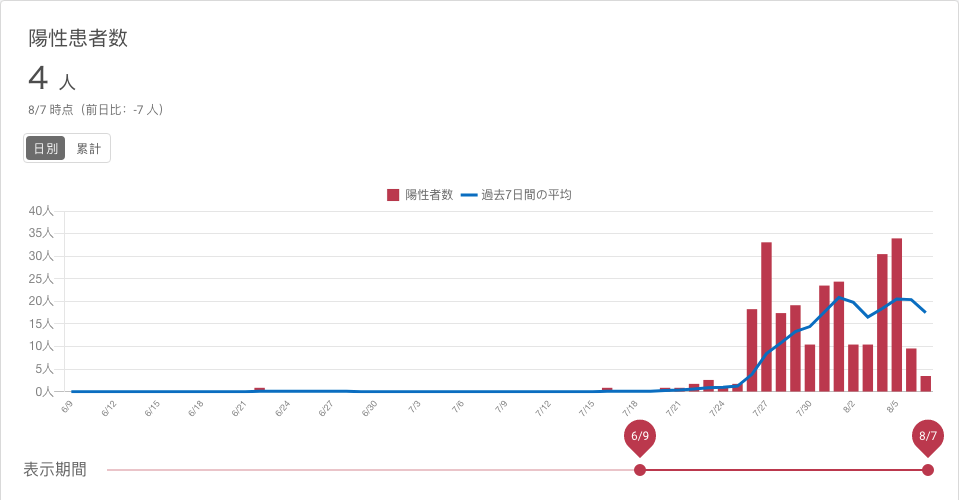 陽性患者数
4 人
8/7 時点（前日比：-7 人）
日別 累計
陽性者数 過去7日間の平均
40人
35人
30人
25人
20人
15人
10人
5人
0人
6/9 6/12 6/15 6/18 6/21 6/24 6/27 6/30 7/3 7/6 7/9 7/12 7/15 7/18 7/21 7/24 7/27 7/30 8/2 8/5
6/9 8/7
表示期間